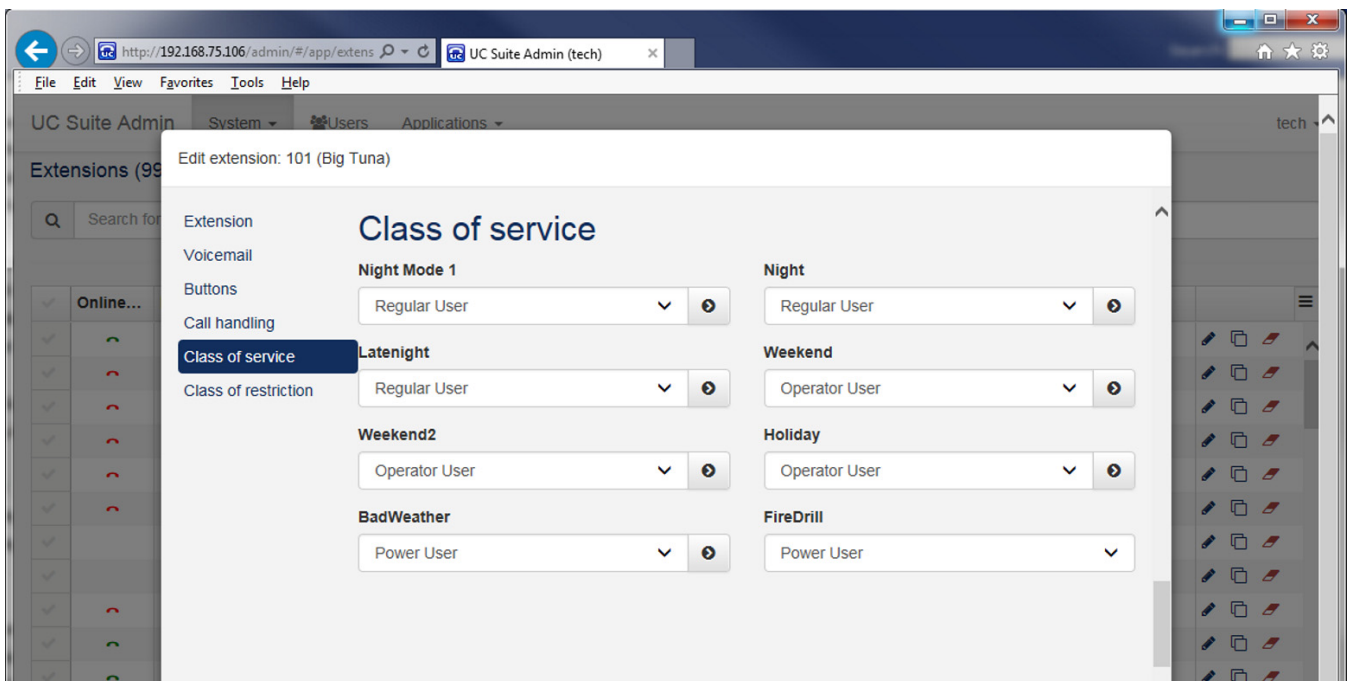 http://192.168.75.106/admin/#/app/extens
UC Suite Admin (tech)
File Edit View Favorites Tools Help
UC Suite Admin System Users Applications tech
Extensions (99
Edit extension: 101 (Big Tuna)
Search for
Online...
Extension
Voicemail
Buttons
Call handling
Class of service
Class of restriction
Class of service
Night Mode 1 Night
Regular User Regular User
Latenight Weekend
Regular User Operator User
Weekend2 Holiday
Operator User Operator User
BadWeather FireDrill
Power User Power User